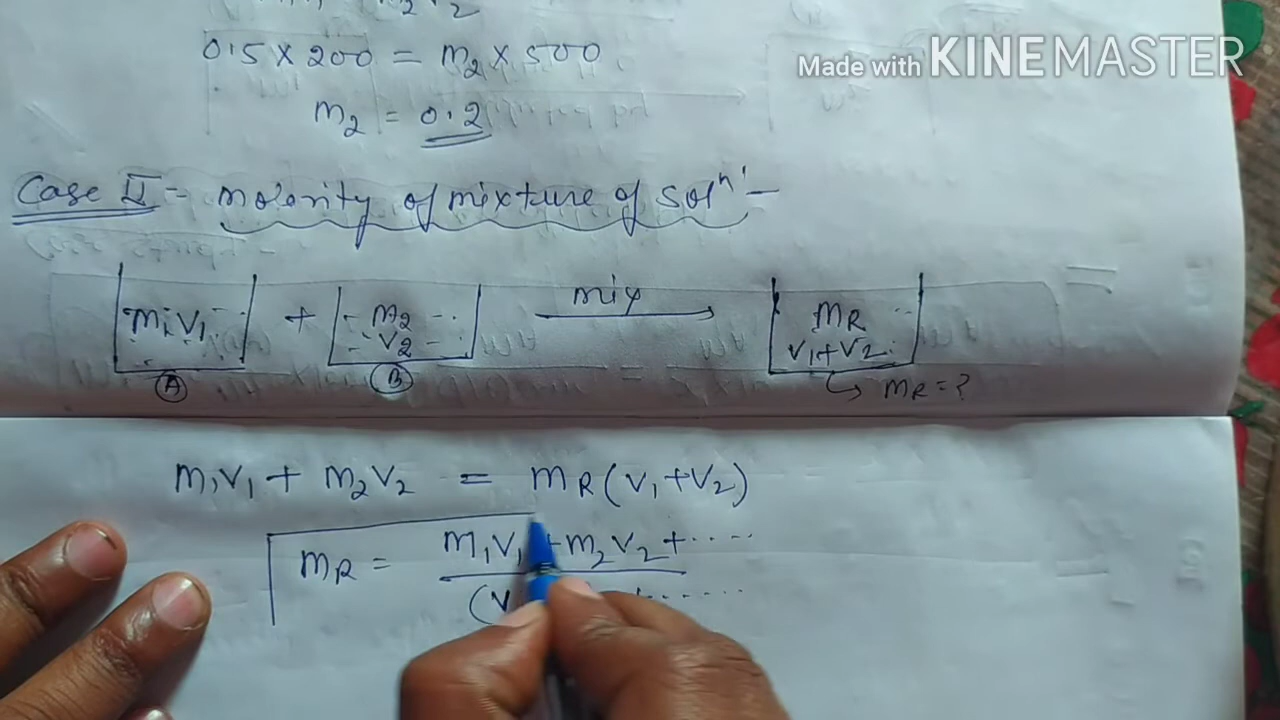 Made with KINEMASTER
0.5 × 200 = M₂ × 500
M₂ = 0.2
Case II - Molarity of mixture of solⁿ -
M₁V₁ + M₂ V₂ mix MR V₁+V₂
A B MR = ?
M₁V₁ + M₂V₂ = MR(V₁+V₂)
MR = M₁V₁ + M₂V₂ + ......
(V + ......